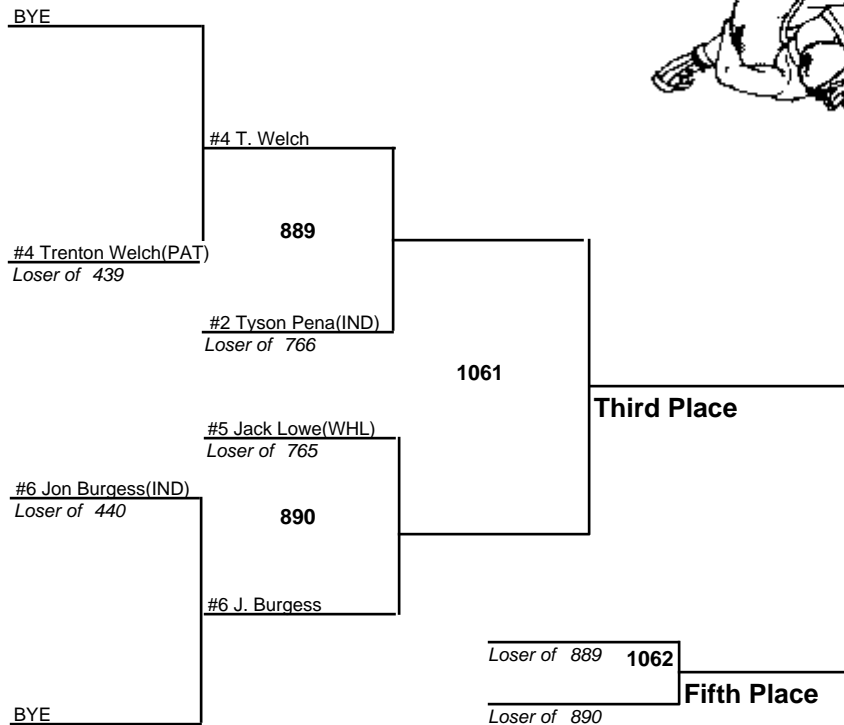 BYE
#4 T. Welch
889
#4 Trenton Welch(PAT)
Loser of 439
#2 Tyson Pena(IND)
Loser of 766
1061
Third Place
#5 Jack Lowe(WHL)
Loser of 765
#6 Jon Burgess(IND)
Loser of 440
890
#6 J. Burgess
Loser of 889 1062
Fifth Place
BYE
Loser of 890